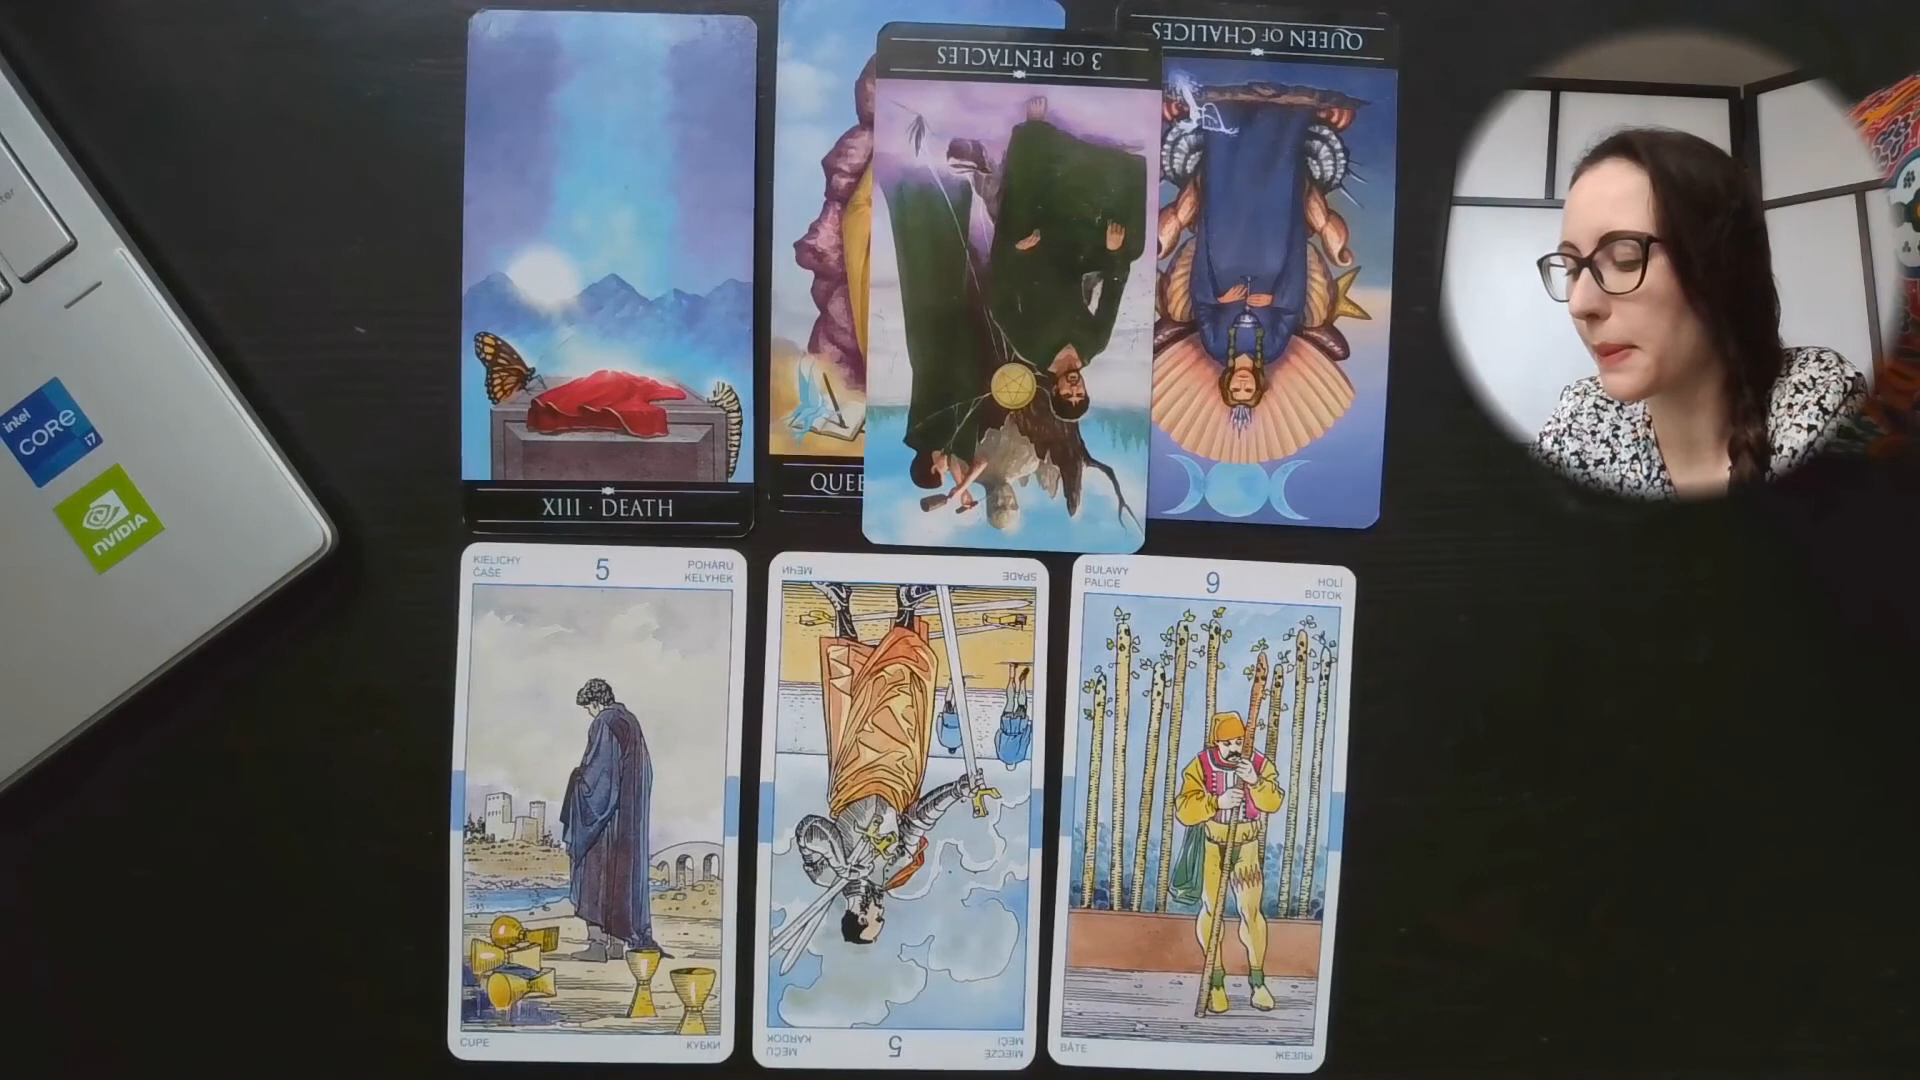 ter
intel
CORE
i7
NVIDIA
XIII · DEATH
QUEE
3 OF PENTACLES
QUEEN OF CHALICES
KIELICHY
ČAŠE
5
POHÁRU
KELYHEK
CUPE
КУБКИ
МЕЧИ
SPADE
5
MIECZE
MEČI
MEČU
KARDOK
BUŁAWY
PALICE
9
HOLÍ
BOTOK
BÂTE
ЖЕЗЛЫ